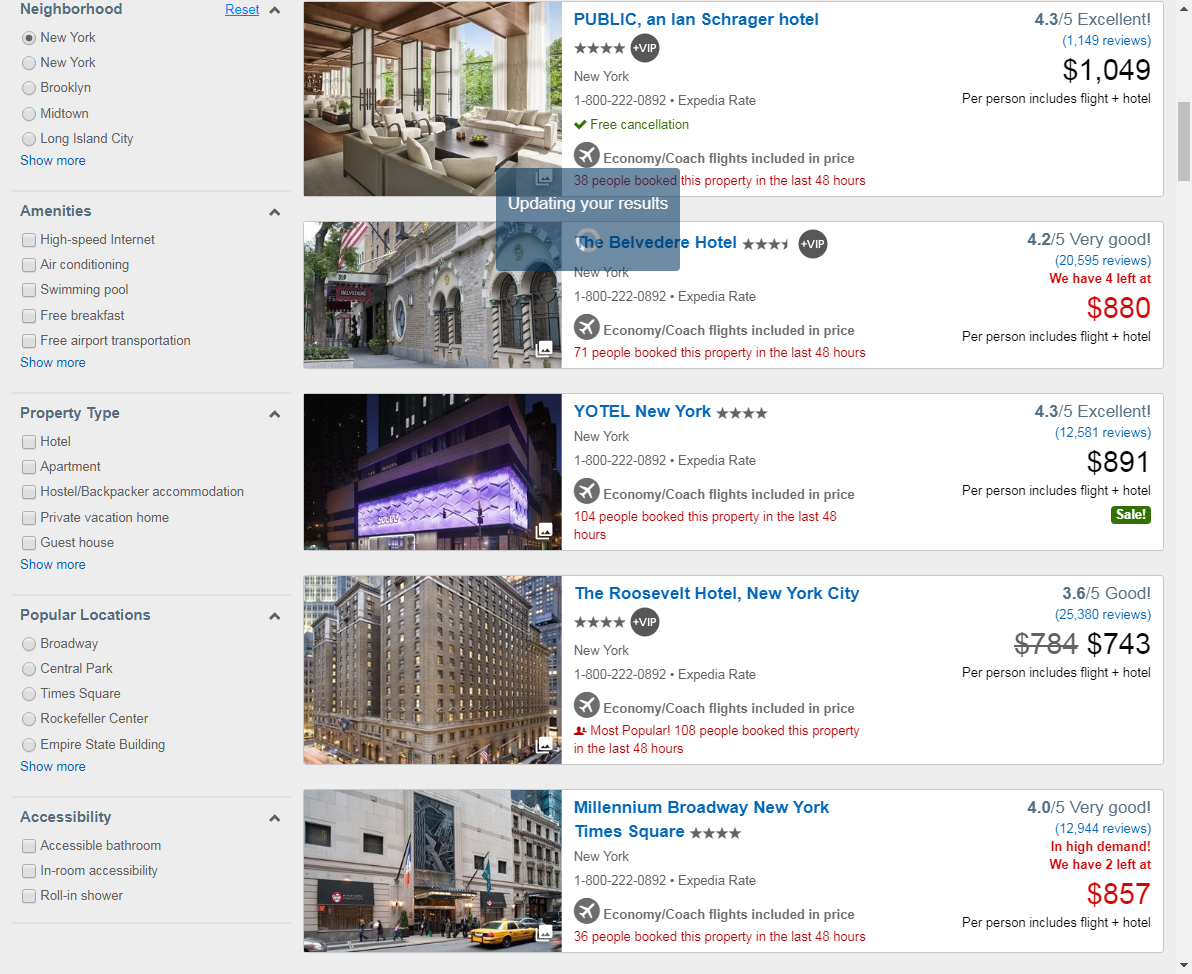 Neighborhood Reset
New York
New York
Brooklyn
Midtown
Long Island City
Show more
Amenities
High-speed Internet
Air conditioning
Swimming pool
Free breakfast
Free airport transportation
Show more
Property Type
Hotel
Apartment
Hostel/Backpacker accommodation
Private vacation home
Guest house
Show more
Popular Locations
Broadway
Central Park
Times Square
Rockefeller Center
Empire State Building
Show more
Accessibility
Accessible bathroom
In-room accessibility
Roll-in shower
PUBLIC, an Ian Schrager hotel
+VIP
New York
1-800-222-0892 • Expedia Rate
Free cancellation
Economy/Coach flights included in price
38 people booked this property in the last 48 hours
4.3/5 Excellent!
(1,149 reviews)
$1,049
Per person includes flight + hotel
Updating your results
BELVEDERE
The Belvedere Hotel +VIP
New York
1-800-222-0892 • Expedia Rate
Economy/Coach flights included in price
71 people booked this property in the last 48 hours
4.2/5 Very good!
(20,595 reviews)
We have 4 left at
$880
Per person includes flight + hotel
YOTEL New York
New York
1-800-222-0892 • Expedia Rate
Economy/Coach flights included in price
104 people booked this property in the last 48
hours
4.3/5 Excellent!
(12,581 reviews)
$891
Per person includes flight + hotel
Sale!
The Roosevelt Hotel, New York City
+VIP
New York
1-800-222-0892 • Expedia Rate
Economy/Coach flights included in price
Most Popular! 108 people booked this property
in the last 48 hours
3.6/5 Good!
(25,380 reviews)
$784 $743
Per person includes flight + hotel
Millennium Broadway New York
Times Square
New York
1-800-222-0892 • Expedia Rate
Economy/Coach flights included in price
36 people booked this property in the last 48 hours
4.0/5 Very good!
(12,944 reviews)
In high demand!
We have 2 left at
$857
Per person includes flight + hotel